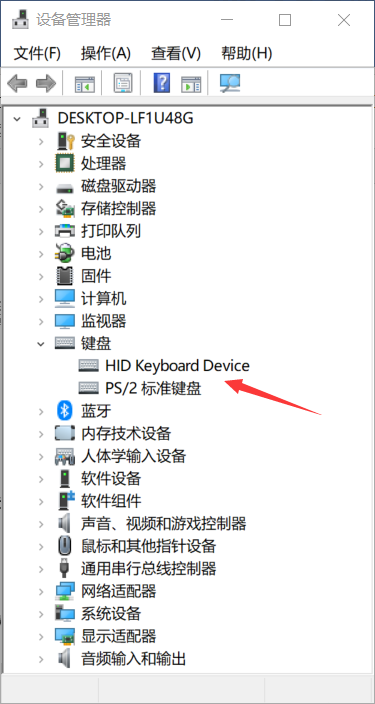 设备管理器
文件(F) 操作(A) 查看(V) 帮助(H)
DESKTOP-LF1U48G
安全设备
处理器
磁盘驱动器
存储控制器
打印队列
电池
固件
计算机
监视器
键盘
HID Keyboard Device
PS/2 标准键盘
蓝牙
内存技术设备
人体学输入设备
软件设备
软件组件
声音、视频和游戏控制器
鼠标和其他指针设备
通用串行总线控制器
网络适配器
系统设备
显示适配器
音频输入和输出